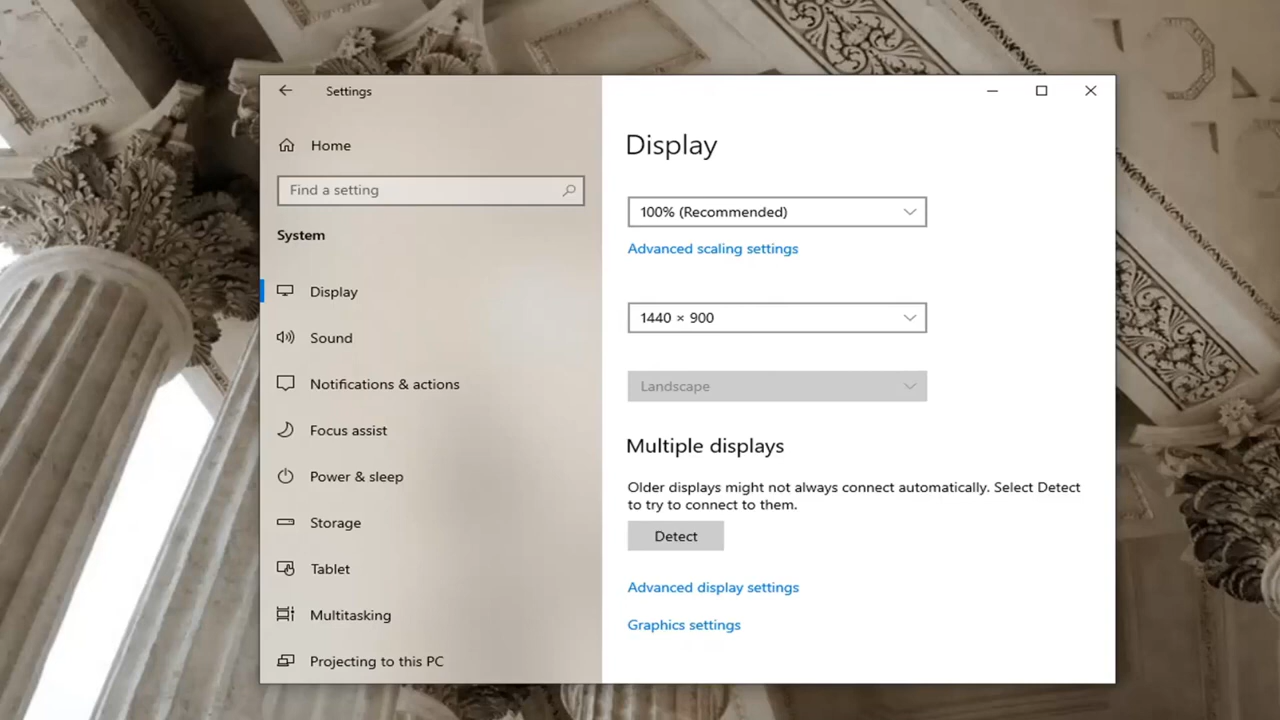 Settings
Home
Find a setting
System
Display
Sound
Notifications & actions
Focus assist
Power & sleep
Storage
Tablet
Multitasking
Projecting to this PC
Display
100% (Recommended)
Advanced scaling settings
1440 × 900
Landscape
Multiple displays
Older displays might not always connect automatically. Select Detect
to try to connect to them.
Detect
Advanced display settings
Graphics settings